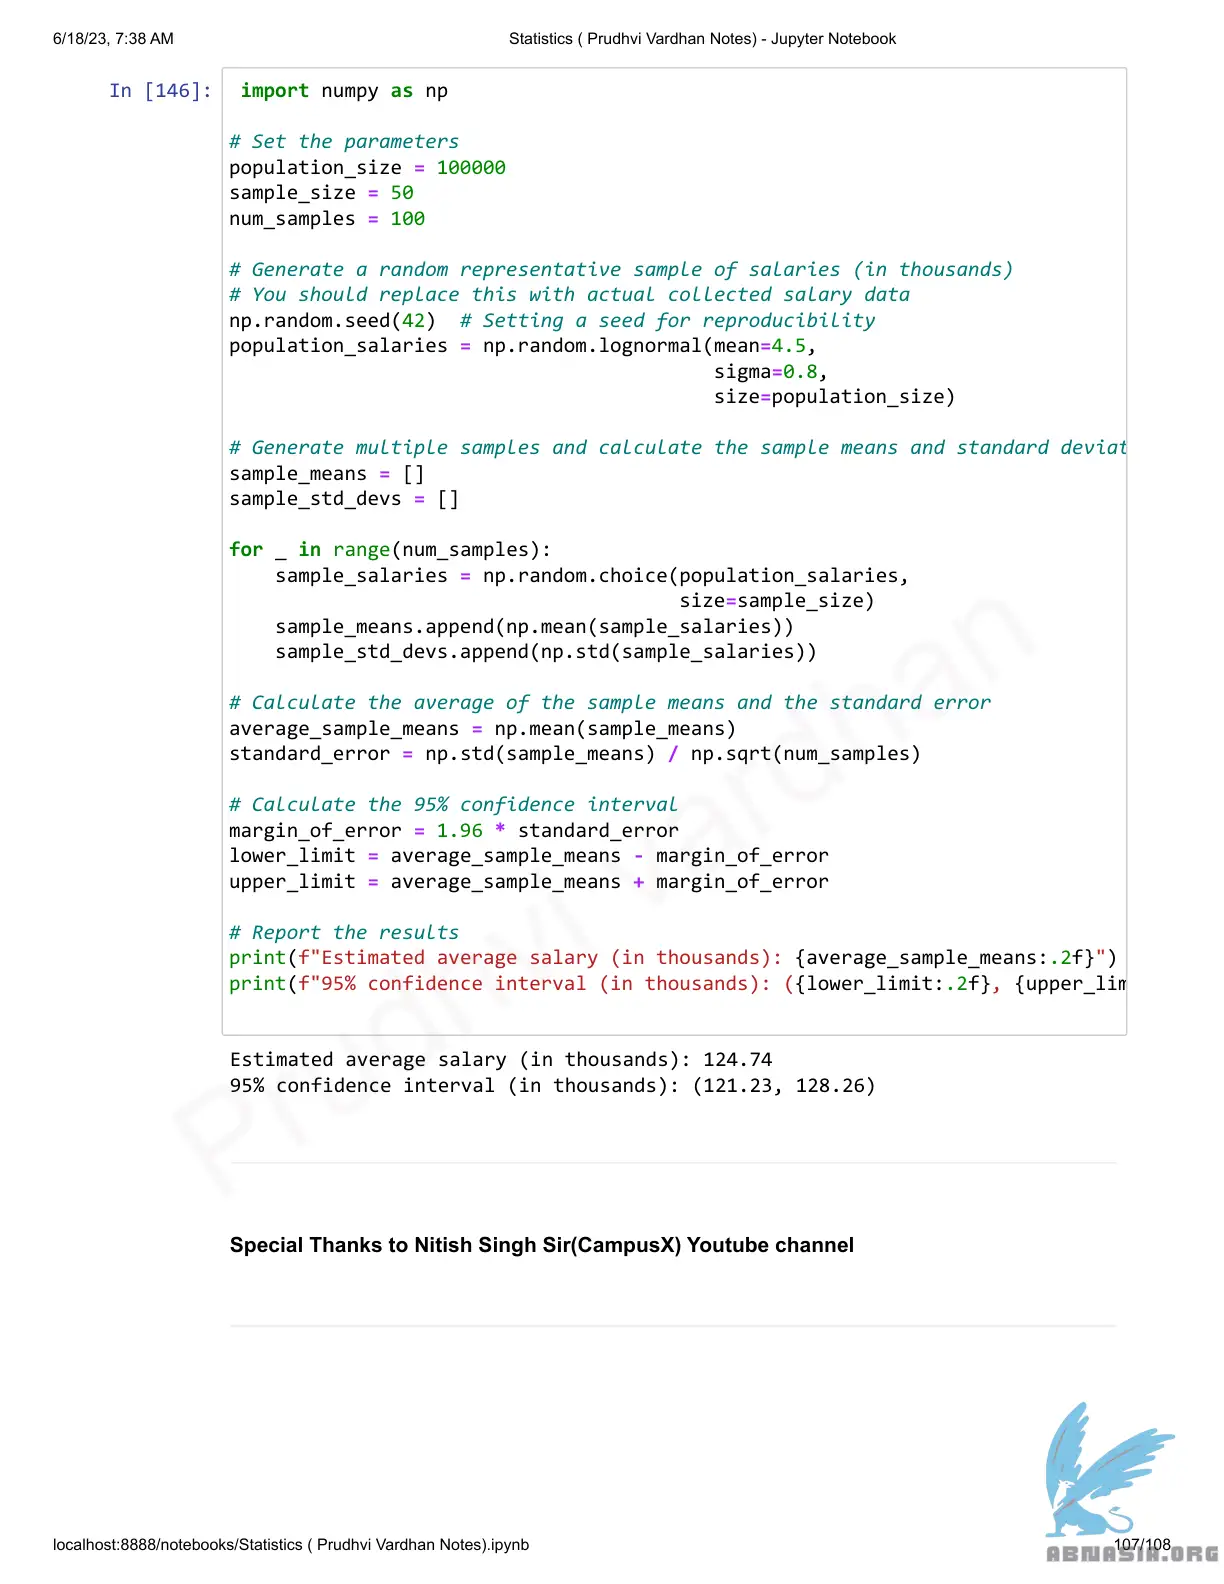 6/18/23, 7:38 AM
Statistics ( Prudhvi Vardhan Notes) - Jupyter Notebook
In [146]:
import numpy as np
# Set the parameters
population_size = 100000
sample_size = 50
num_samples = 100
# Generate a random representative sample of salaries (in thousands)
# You should replace this with actual collected salary data
np.random.seed(42)  # Setting a seed for reproducibility
population_salaries = np.random.lognormal(mean=4.5,
                                          sigma=0.8,
                                          size=population_size)
# Generate multiple samples and calculate the sample means and standard deviat
sample_means = []
sample_std_devs = []
for _ in range(num_samples):
    sample_salaries = np.random.choice(population_salaries,
                                       size=sample_size)
    sample_means.append(np.mean(sample_salaries))
    sample_std_devs.append(np.std(sample_salaries))
# Calculate the average of the sample means and the standard error
average_sample_means = np.mean(sample_means)
standard_error = np.std(sample_means) / np.sqrt(num_samples)
# Calculate the 95% confidence interval
margin_of_error = 1.96 * standard_error
lower_limit = average_sample_means - margin_of_error
upper_limit = average_sample_means + margin_of_error
# Report the results
print(f"Estimated average salary (in thousands): {average_sample_means:.2f}")
print(f"95% confidence interval (in thousands): ({lower_limit:.2f}, {upper_lim
Estimated average salary (in thousands): 124.74
95% confidence interval (in thousands): (121.23, 128.26)
Prudhvi Vardhan
Special Thanks to Nitish Singh Sir(CampusX) Youtube channel
localhost:8888/notebooks/Statistics ( Prudhvi Vardhan Notes).ipynb
107/108
ABNASIA.ORG